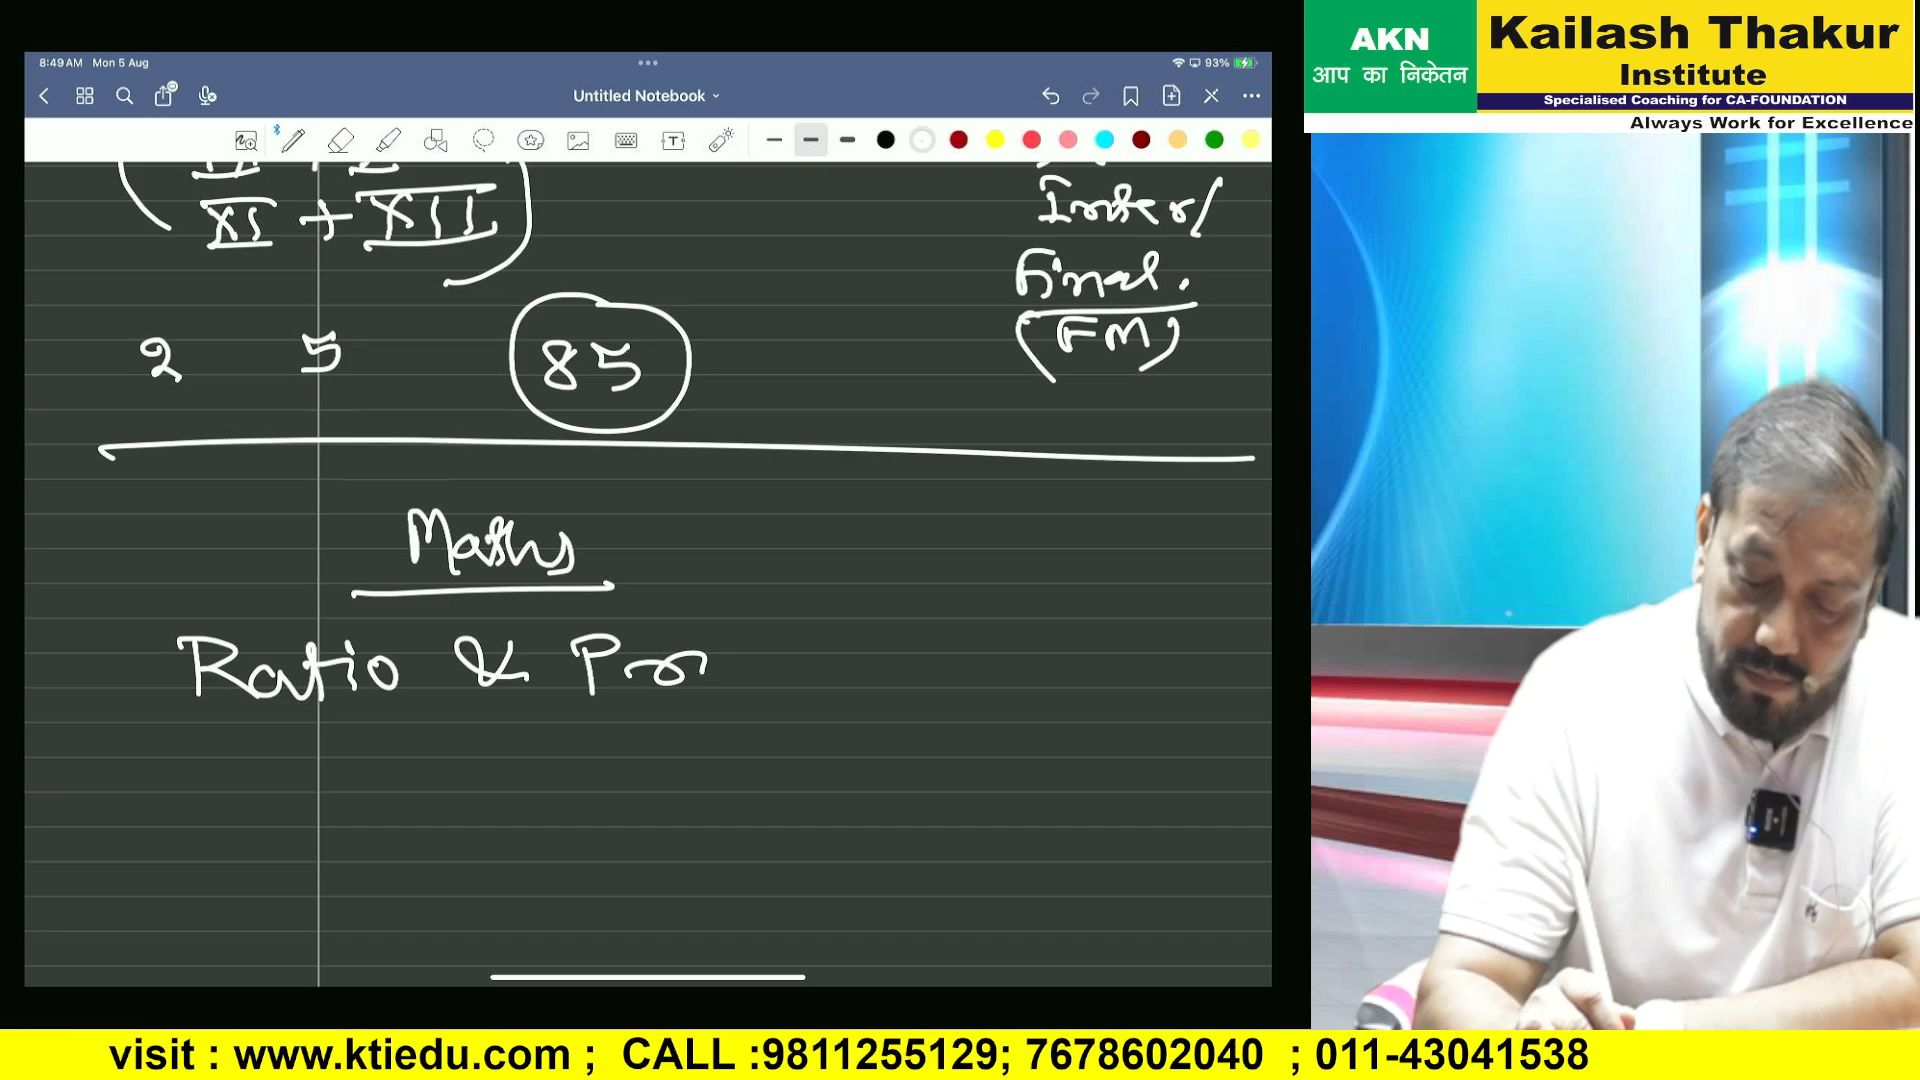 8:49 AM Mon 5 Aug
93%
Untitled Notebook
XI + XII
Inter/
Final.
(FM)
2 5 85
Maths
Ratio & Pro
AKN
आप का निकेतन
Kailash Thakur
Institute
Specialised Coaching for CA-FOUNDATION
Always Work for Excellence
visit : www.ktiedu.com ; CALL :9811255129; 7678602040 ; 011-43041538